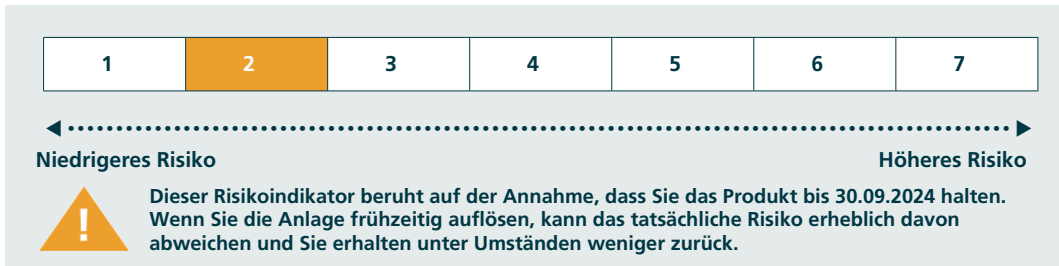 1 2 3 4 5 6 7
Niedrigeres Risiko Höheres Risiko
!
Dieser Risikoindikator beruht auf der Annahme, dass Sie das Produkt bis 30.09.2024 halten.
Wenn Sie die Anlage frühzeitig auflösen, kann das tatsächliche Risiko erheblich davon
abweichen und Sie erhalten unter Umständen weniger zurück.